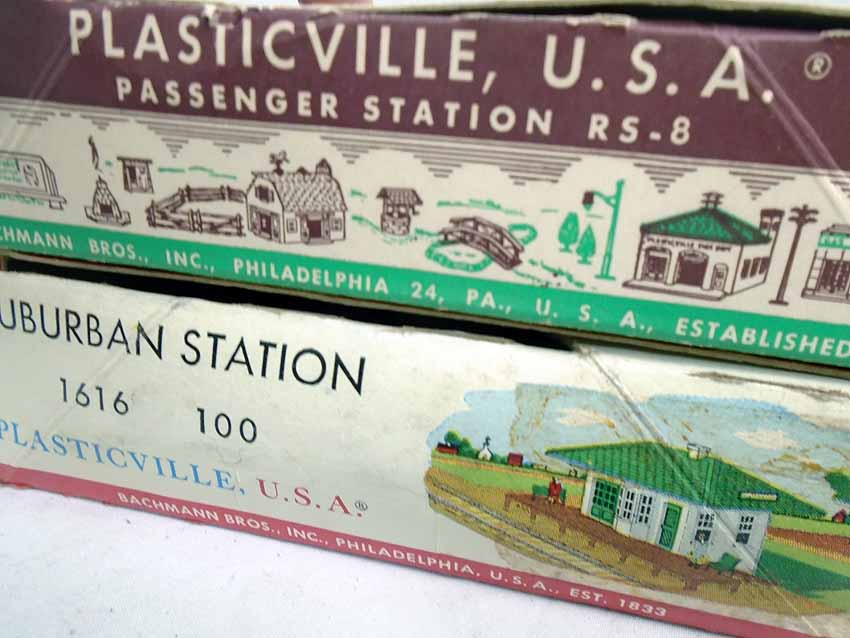 PLASTICVILLE, U.S.A.®
PASSENGER STATION RS-8
CHMANN BROS., INC., PHILADELPHIA 24, PA., U. S. A., ESTABLISHED
UBURBAN STATION
1616 100
PLASTICVILLE, U.S.A.®
BACHMANN BROS., INC., PHILADELPHIA, U.S.A., EST. 1833